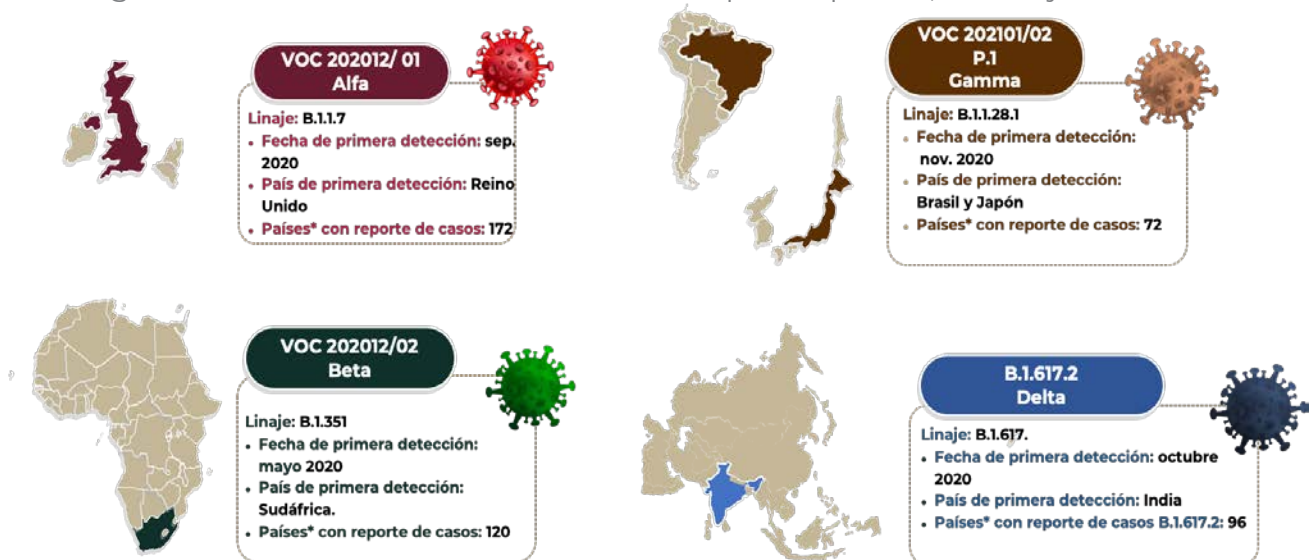 VOC 202012/ 01
Alfa
Linaje: B.1.1.7
• Fecha de primera detección: sep.
2020
• País de primera detección: Reino
Unido
• Países* con reporte de casos: 172
VOC 202101/02
P.1
Gamma
Linaje: B.1.1.28.1
• Fecha de primera detección:
nov. 2020
• País de primera detección:
Brasil y Japón
• Países* con reporte de casos: 72
VOC 202012/02
Beta
Linaje: B.1.351
• Fecha de primera detección:
mayo 2020
• País de primera detección:
Sudáfrica.
• Países* con reporte de casos: 120
B.1.617.2
Delta
Linaje: B.1.617.
• Fecha de primera detección: octubre
2020
• País de primera detección: India
• Países* con reporte de casos B.1.617.2: 96